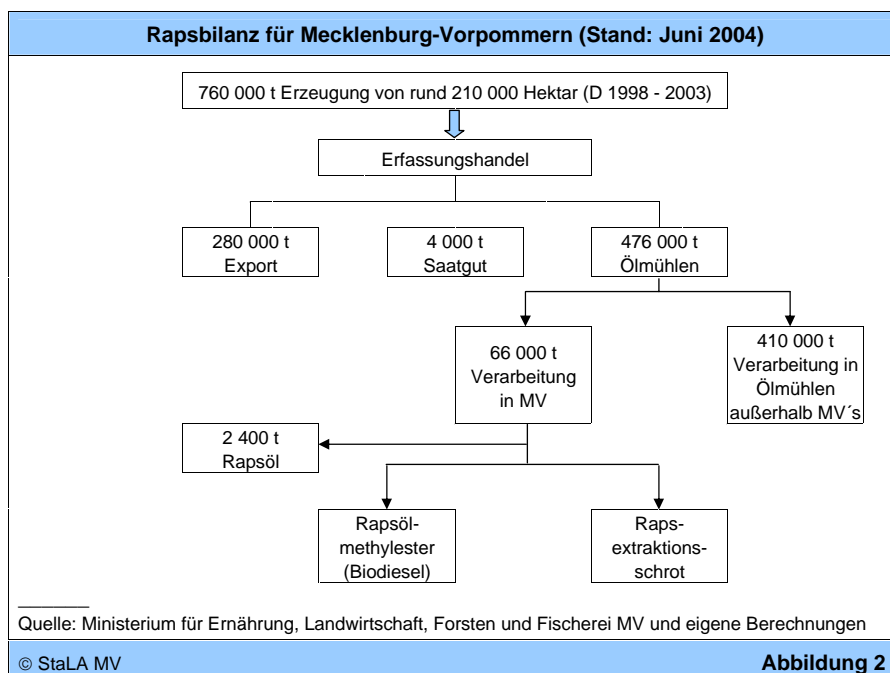 Rapsbilanz für Mecklenburg-Vorpommern (Stand: Juni 2004)
760 000 t Erzeugung von rund 210 000 Hektar (D 1998 - 2003)
Erfassungshandel
280 000 t
Export
4 000 t
Saatgut
476 000 t
Ölmühlen
66 000 t
Verarbeitung
in MV
410 000 t
Verarbeitung in
Ölmühlen
außerhalb MV´s
2 400 t
Rapsöl
Rapsöl-
methylester
(Biodiesel)
Raps-
extraktions-
schrot
Quelle: Ministerium für Ernährung, Landwirtschaft, Forsten und Fischerei MV und eigene Berechnungen
© StaLA MV
Abbildung 2